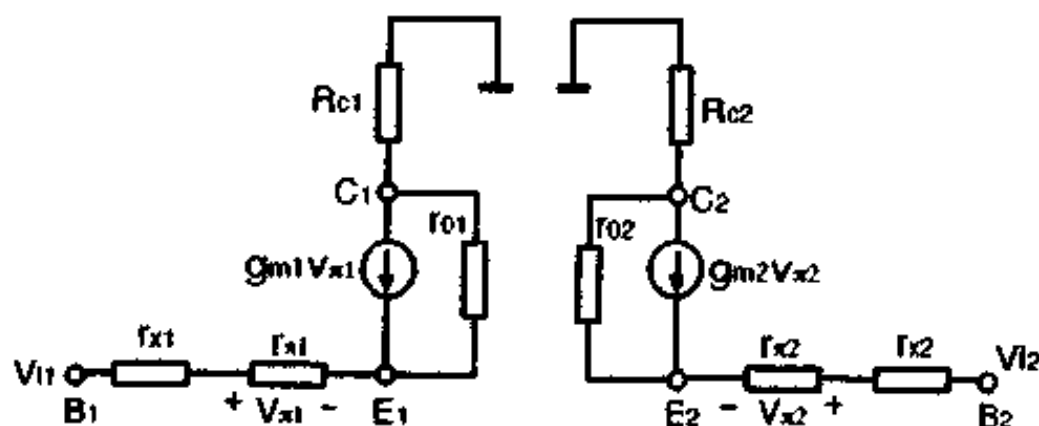 Rc1
Rc2
C1
C2
ro1
ro2
gm1Vπ1
gm2Vπ2
rx1
rπ1
rπ2
rx2
VI1
VI2
B1
+ Vπ1 -
E1
E2
- Vπ2 +
B2